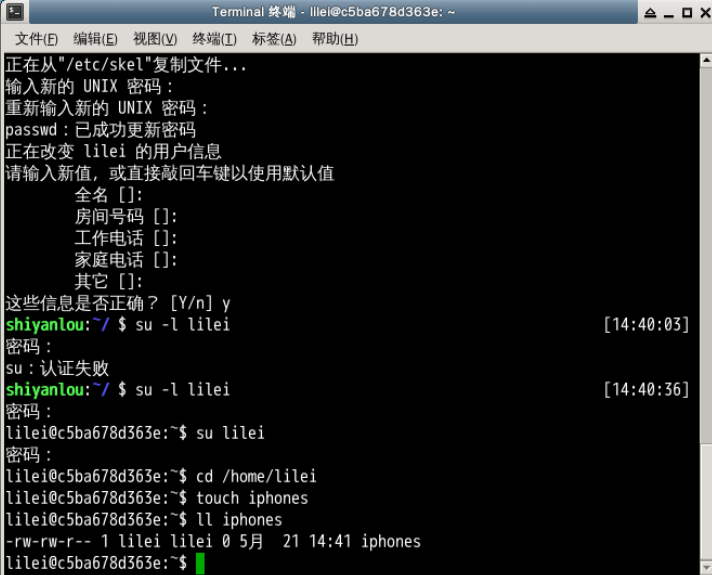 Terminal 终端 - lilei@c5ba678d363e: ~
文件(F) 编辑(E) 视图(V) 终端(T) 标签(A) 帮助(H)
正在从"/etc/skel"复制文件...
输入新的 UNIX 密码：
重新输入新的 UNIX 密码：
passwd：已成功更新密码
正在改变 lilei 的用户信息
请输入新值，或直接敲回车键以使用默认值
全名 []:
房间号码 []:
工作电话 []:
家庭电话 []:
其它 []:
这些信息是否正确？ [Y/n] y
shiyanlou:~/ $ su -l lilei [14:40:03]
密码：
su：认证失败
shiyanlou:~/ $ su -l lilei [14:40:36]
密码：
lilei@c5ba678d363e:~$ su lilei
密码：
lilei@c5ba678d363e:~$ cd /home/lilei
lilei@c5ba678d363e:~$ touch iphones
lilei@c5ba678d363e:~$ ll iphones
-rw-rw-r-- 1 lilei lilei 0 5月  21 14:41 iphones
lilei@c5ba678d363e:~$